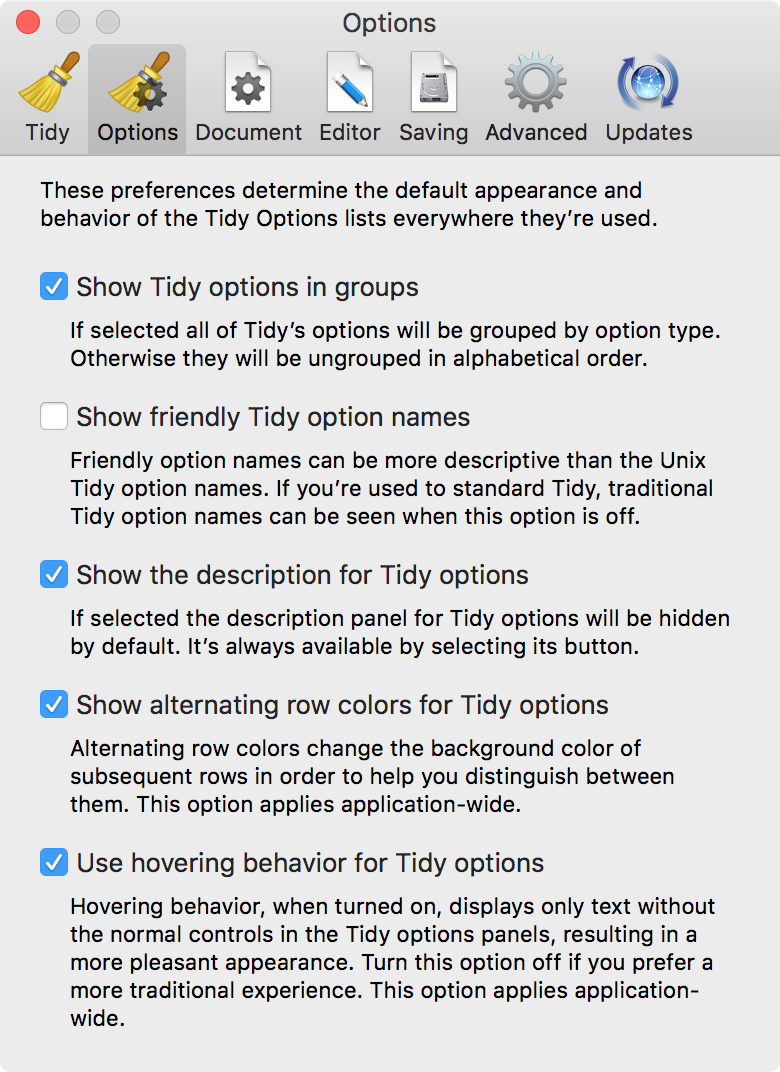 Options
Tidy Options Document Editor Saving Advanced Updates
These preferences determine the default appearance and
behavior of the Tidy Options lists everywhere they’re used.
Show Tidy options in groups
If selected all of Tidy’s options will be grouped by option type.
Otherwise they will be ungrouped in alphabetical order.
Show friendly Tidy option names
Friendly option names can be more descriptive than the Unix
Tidy option names. If you’re used to standard Tidy, traditional
Tidy option names can be seen when this option is off.
Show the description for Tidy options
If selected the description panel for Tidy options will be hidden
by default. It’s always available by selecting its button.
Show alternating row colors for Tidy options
Alternating row colors change the background color of
subsequent rows in order to help you distinguish between
them. This option applies application-wide.
Use hovering behavior for Tidy options
Hovering behavior, when turned on, displays only text without
the normal controls in the Tidy options panels, resulting in a
more pleasant appearance. Turn this option off if you prefer a
more traditional experience. This option applies application-
wide.